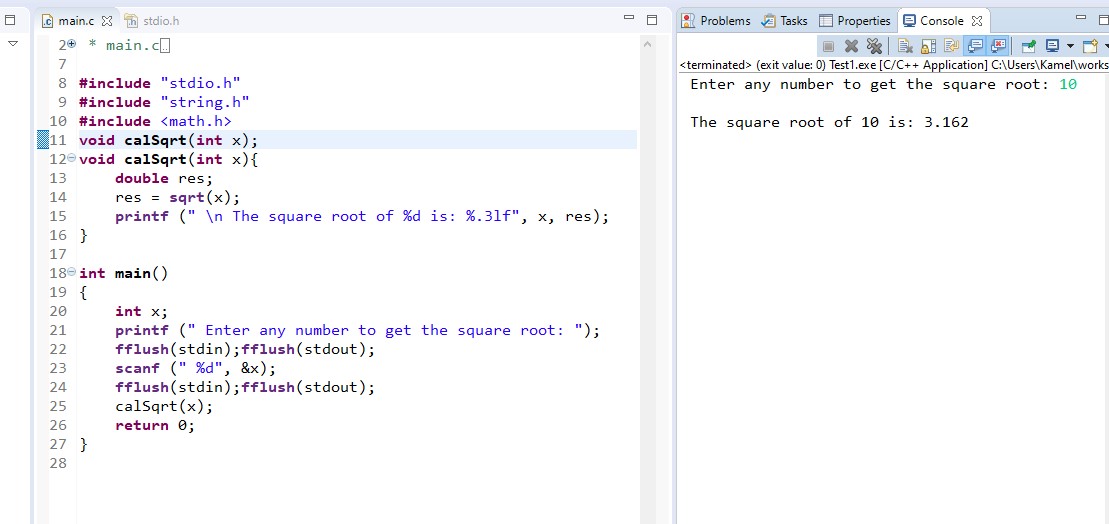 main.c stdio.h
2 * main.c
7
8 #include "stdio.h"
9 #include "string.h"
10 #include <math.h>
11 void calSqrt(int x);
12 void calSqrt(int x){
13 double res;
14 res = sqrt(x);
15 printf (" \n The square root of %d is: %.3lf", x, res);
16 }
17
18 int main()
19 {
20 int x;
21 printf (" Enter any number to get the square root: ");
22 fflush(stdin);fflush(stdout);
23 scanf (" %d", &x);
24 fflush(stdin);fflush(stdout);
25 calSqrt(x);
26 return 0;
27 }
28
Problems Tasks Properties Console
<terminated> (exit value: 0) Test1.exe [C/C++ Application] C:\Users\Kamel\works
Enter any number to get the square root: 10
The square root of 10 is: 3.162